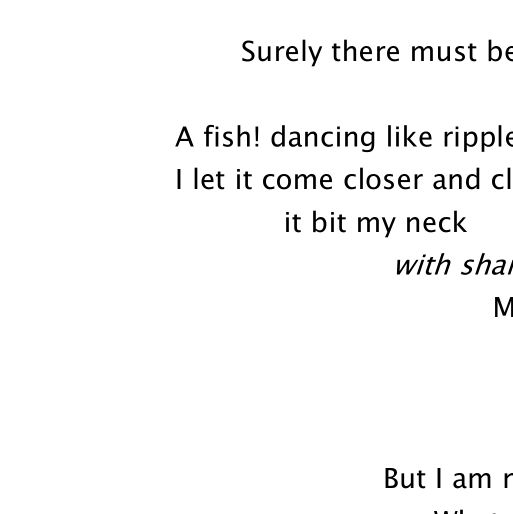 Surely there must be
A fish! dancing like ripple
I let it come closer and cl
it bit my neck
with shar
M
But I am